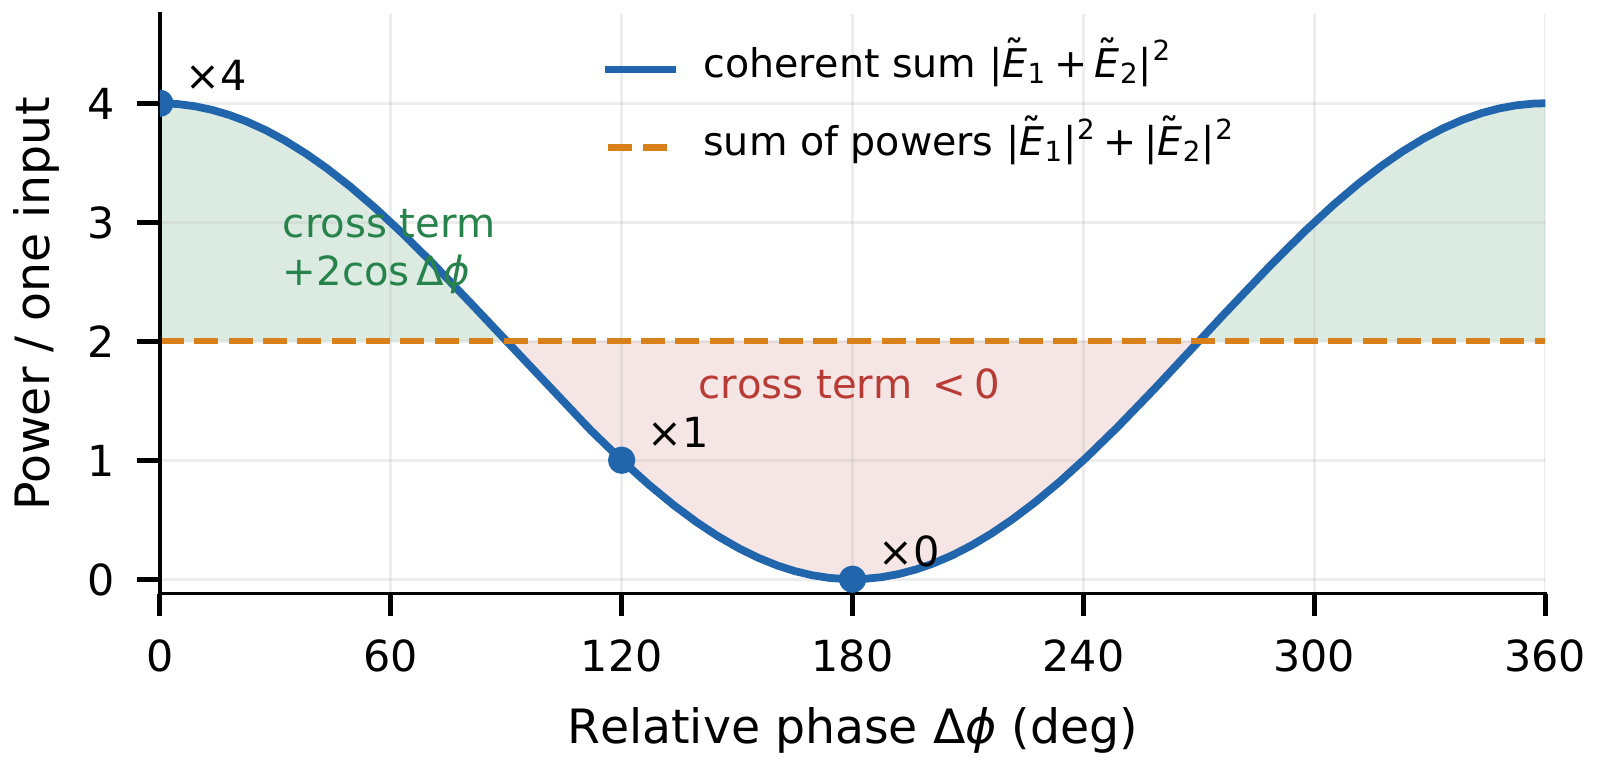 coherent sum |Ẽ₁ + Ẽ₂|²
sum of powers |Ẽ₁|² + |Ẽ₂|²
×4
cross term
+2cos Δϕ
cross term < 0
×1
×0
Power / one input
4
3
2
1
0
0 60 120 180 240 300 360
Relative phase Δϕ (deg)